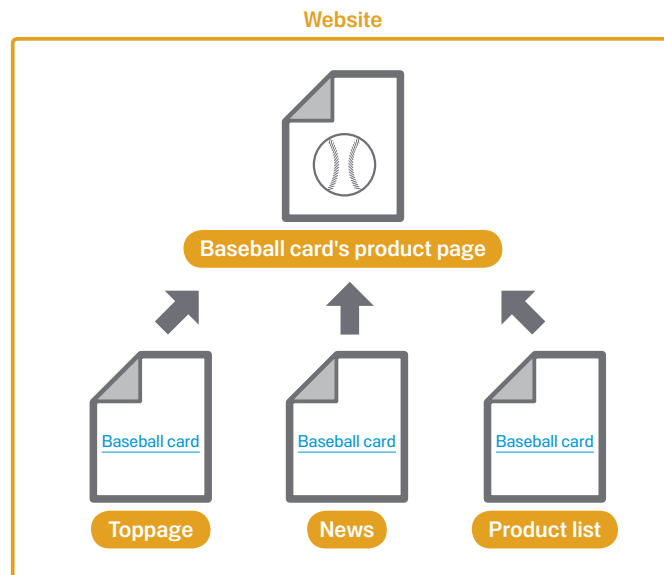 Website
Baseball card's product page
Baseball card
Baseball card
Baseball card
Toppage
News
Product list